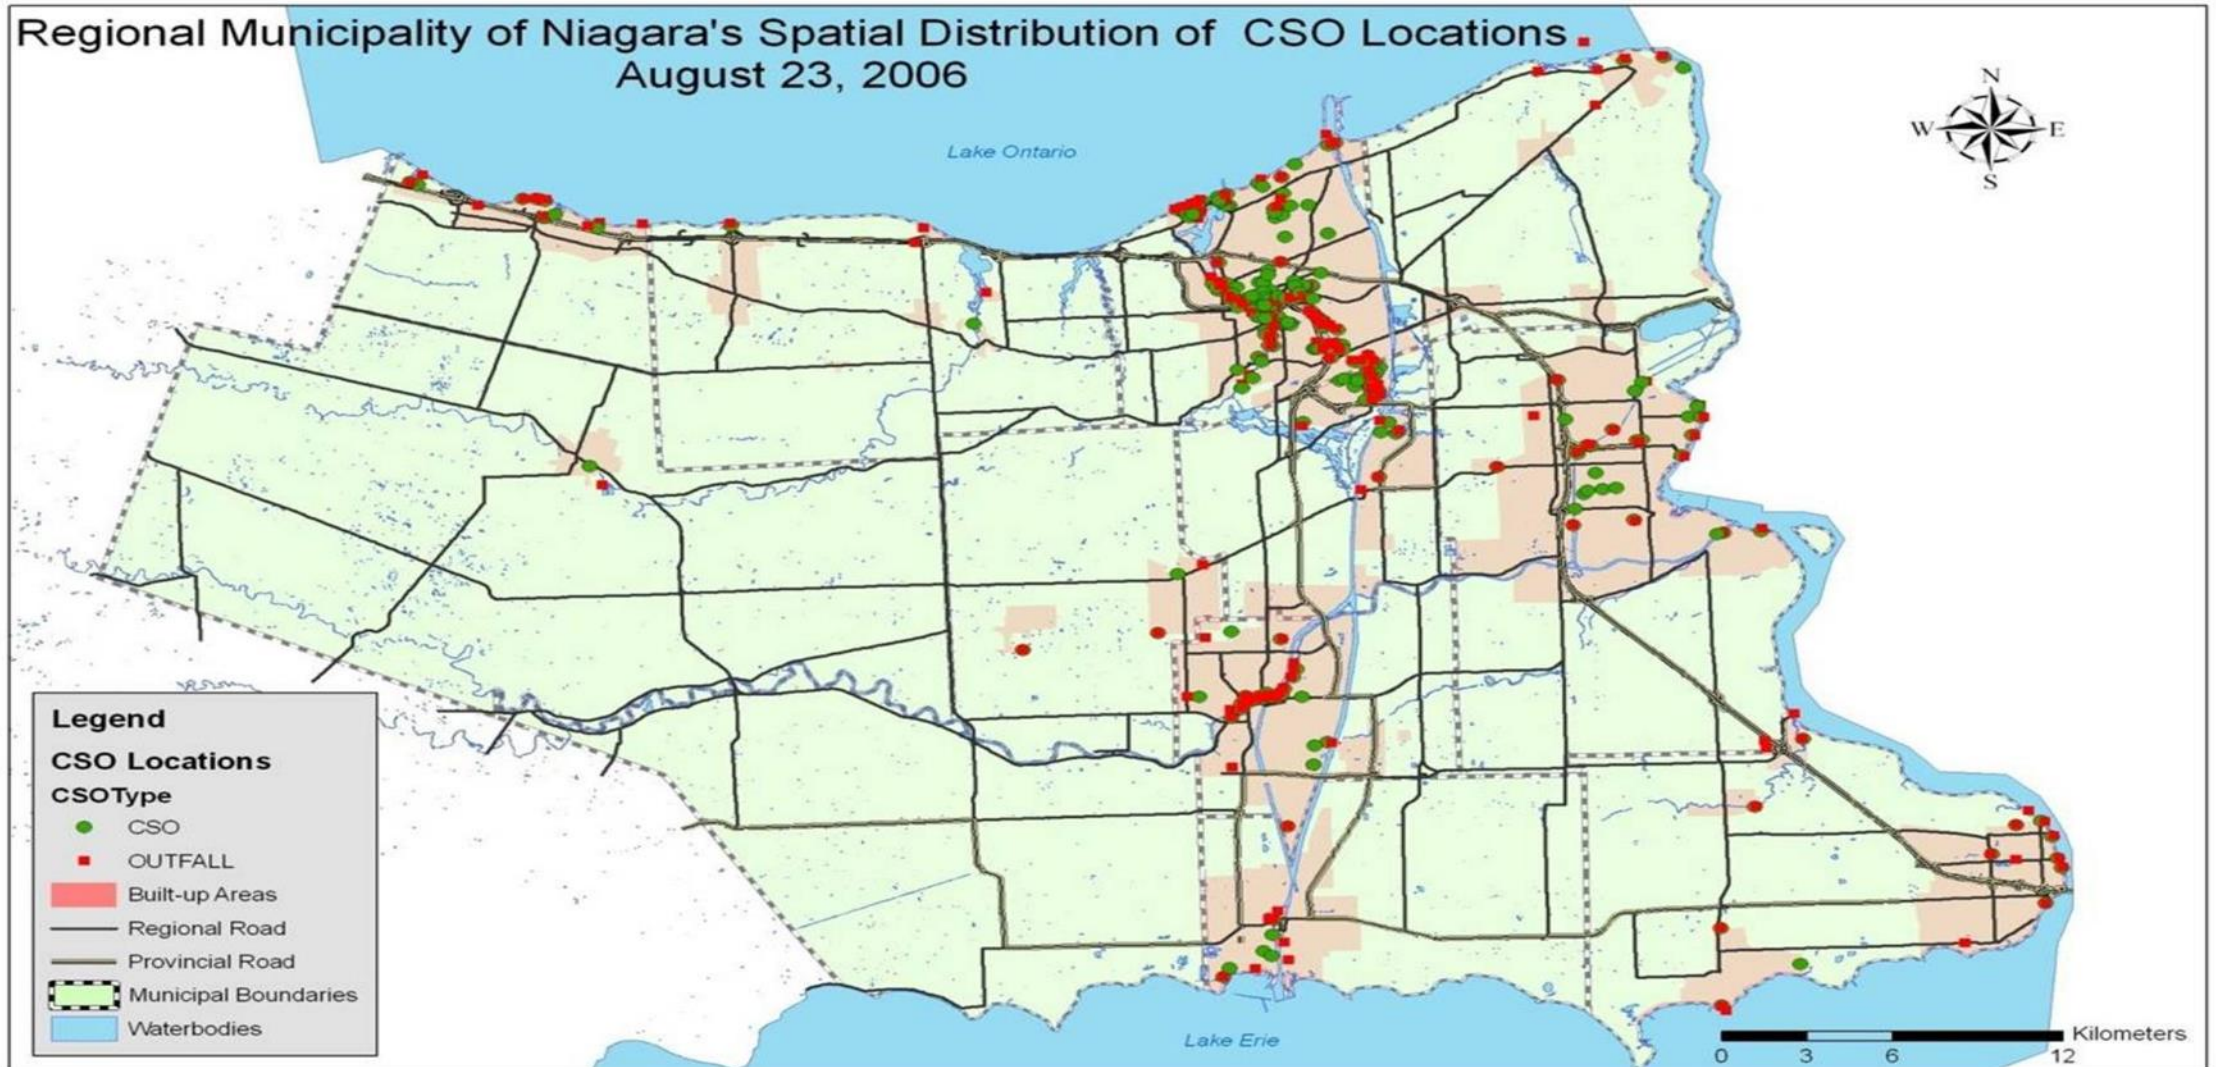 Regional Municipality of Niagara's Spatial Distribution of CSO Locations
August 23, 2006
N
W E
S
Lake Ontario
Legend
CSO Locations
CSOType
CSO
OUTFALL
Built-up Areas
Regional Road
Provincial Road
Municipal Boundaries
Waterbodies
Lake Erie
Kilometers
0 3 6 12